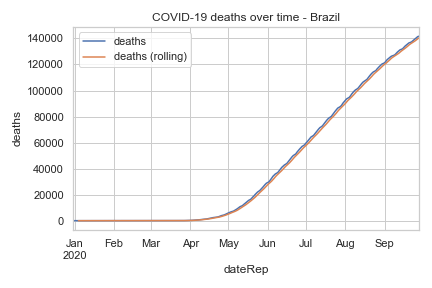 COVID-19 deaths over time - Brazil
deaths
deaths (rolling)
140000
120000
100000
80000
60000
40000
20000
0
deaths
Jan Feb Mar Apr May Jun Jul Aug Sep
2020
dateRep